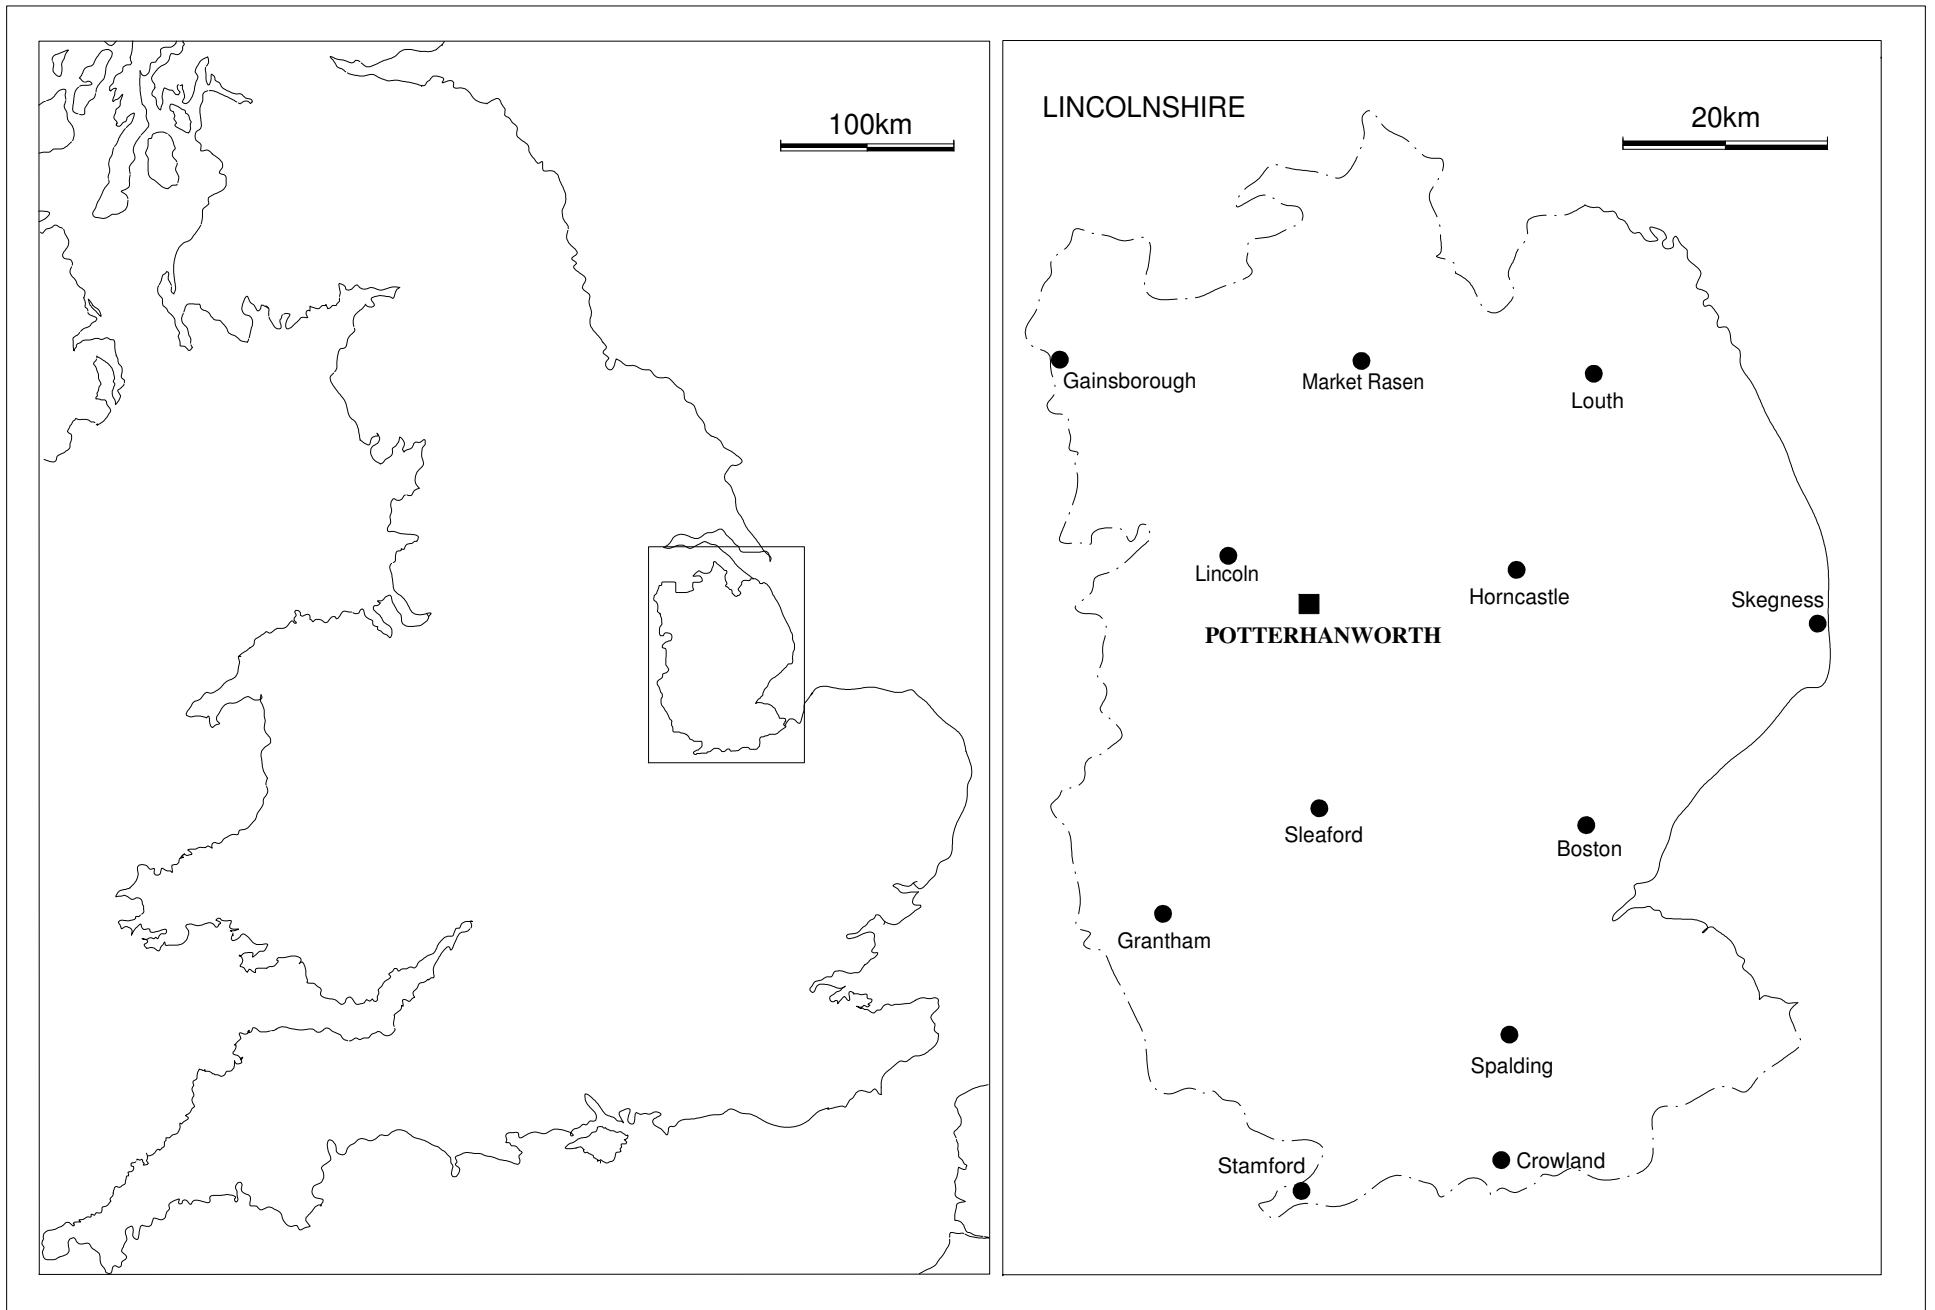 100km
LINCOLNSHIRE
20km
Gainsborough
Market Rasen
Louth
Lincoln
Horncastle
Skegness
POTTERHANWORTH
Sleaford
Boston
Grantham
Spalding
Stamford
Crowland